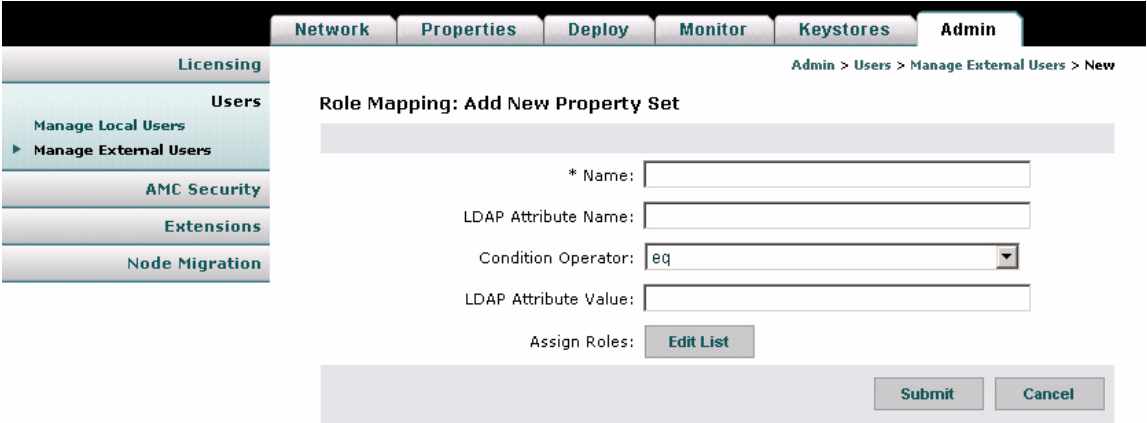 Network Properties Deploy Monitor Keystores Admin
Admin > Users > Manage External Users > New
Licensing
Users
Manage Local Users
Manage External Users
AMC Security
Extensions
Node Migration
Role Mapping: Add New Property Set
* Name:
LDAP Attribute Name:
Condition Operator: eq
LDAP Attribute Value:
Assign Roles: Edit List
Submit Cancel